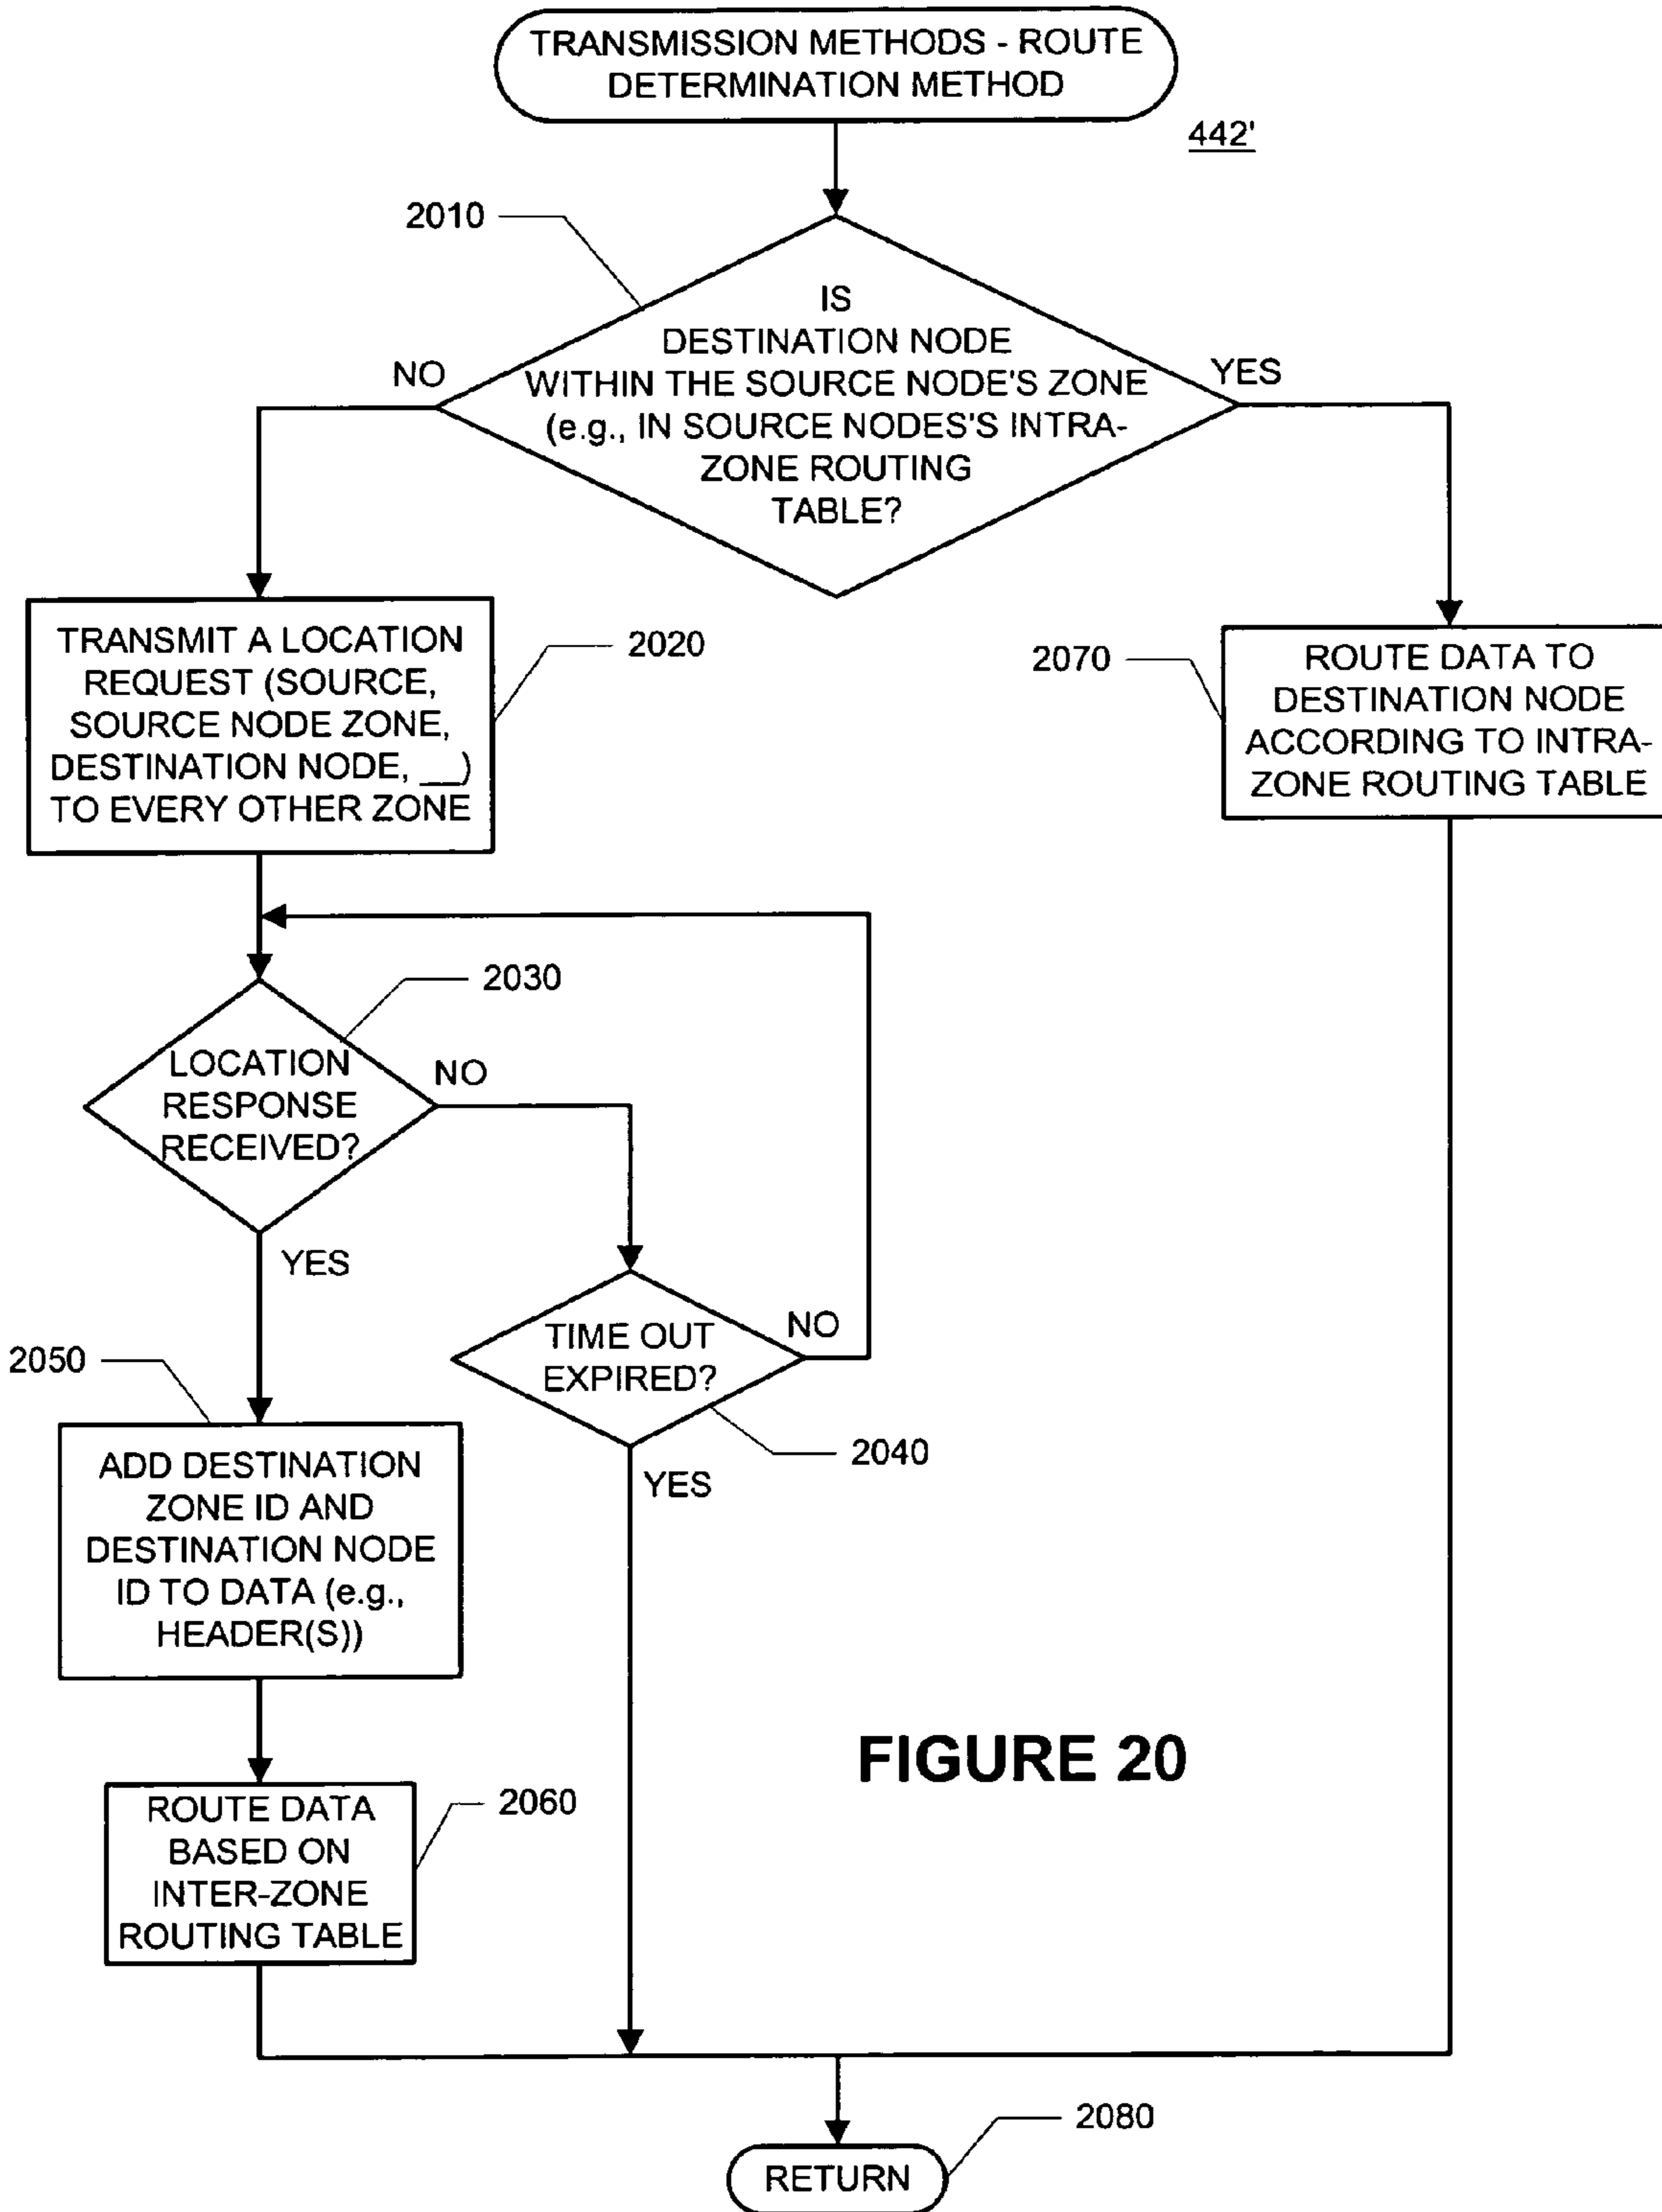 TRANSMISSION METHODS - ROUTE
DETERMINATION METHOD
442'
2010
IS
DESTINATION NODE
WITHIN THE SOURCE NODE'S ZONE
(e.g., IN SOURCE NODES'S INTRA-
ZONE ROUTING
TABLE?
NO
YES
TRANSMIT A LOCATION
REQUEST (SOURCE,
SOURCE NODE ZONE,
DESTINATION NODE, __)
TO EVERY OTHER ZONE
2020
2070
ROUTE DATA TO
DESTINATION NODE
ACCORDING TO INTRA-
ZONE ROUTING TABLE
2030
LOCATION
RESPONSE
RECEIVED?
NO
YES
TIME OUT
EXPIRED?
NO
2040
YES
2050
ADD DESTINATION
ZONE ID AND
DESTINATION NODE
ID TO DATA (e.g.,
HEADER(S))
2060
ROUTE DATA
BASED ON
INTER-ZONE
ROUTING TABLE
FIGURE 20
2080
RETURN